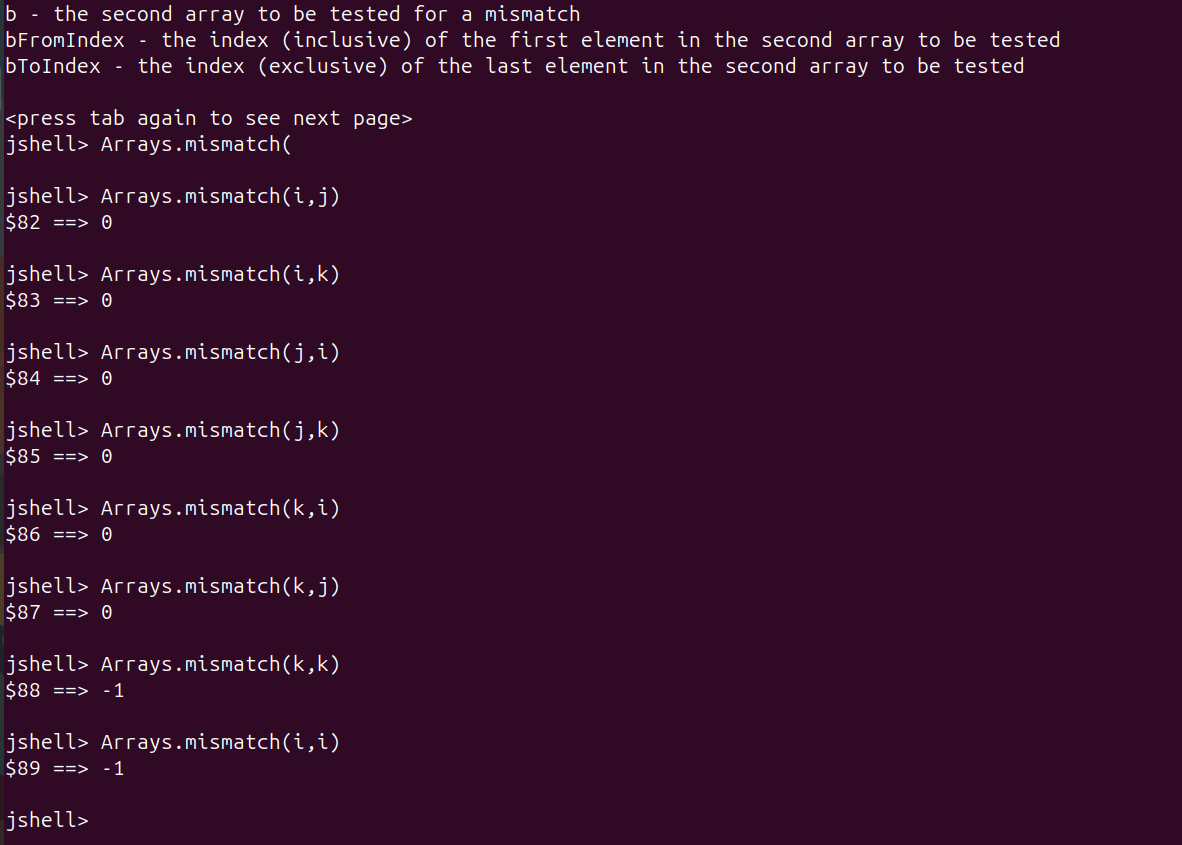 b - the second array to be tested for a mismatch
bFromIndex - the index (inclusive) of the first element in the second array to be tested
bToIndex - the index (exclusive) of the last element in the second array to be tested
<press tab again to see next page>
jshell> Arrays.mismatch(
jshell> Arrays.mismatch(i,j)
$82 ==> 0
jshell> Arrays.mismatch(i,k)
$83 ==> 0
jshell> Arrays.mismatch(j,i)
$84 ==> 0
jshell> Arrays.mismatch(j,k)
$85 ==> 0
jshell> Arrays.mismatch(k,i)
$86 ==> 0
jshell> Arrays.mismatch(k,j)
$87 ==> 0
jshell> Arrays.mismatch(k,k)
$88 ==> -1
jshell> Arrays.mismatch(i,i)
$89 ==> -1
jshell>